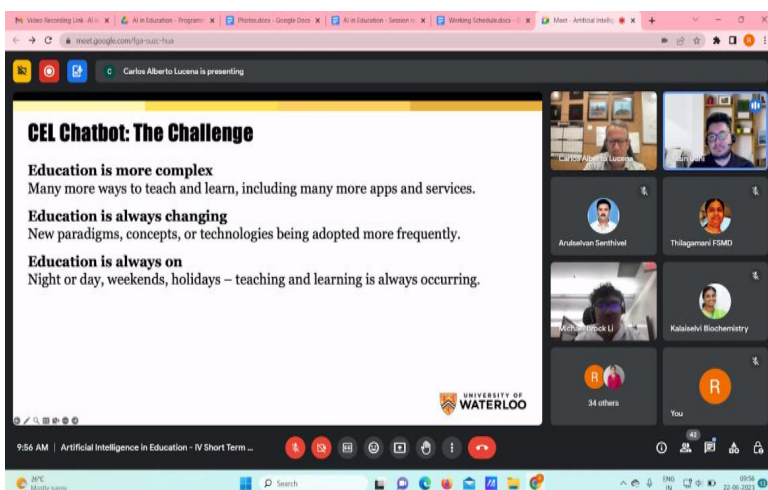 Video Recording Link -AI in
AI in Education - Program
Photos.docx - Google Docs
AI in Education - Session
Working Schedule.docx - G
Meet - Artificial Intellig
meet.google.com/fga-suzc-hua
C Carlos Alberto Lucena is presenting
CEL Chatbot: The Challenge
Education is more complex
Many more ways to teach and learn, including many more apps and services.
Education is always changing
New paradigms, concepts, or technologies being adopted more frequently.
Education is always on
Night or day, weekends, holidays – teaching and learning is always occurring.
UNIVERSITY OF
WATERLOO
Carlos Alberto Lucena
Arulselvan Senthivel
Thilagamani FSMD
Kalaiselvi Biochemistry
R
34 others
R
You
9:56 AM | Artificial Intelligence in Education - IV Short Term ...
42
26°C
Mostly sunny
Search
ENG
IN
09:56
22-06-2023